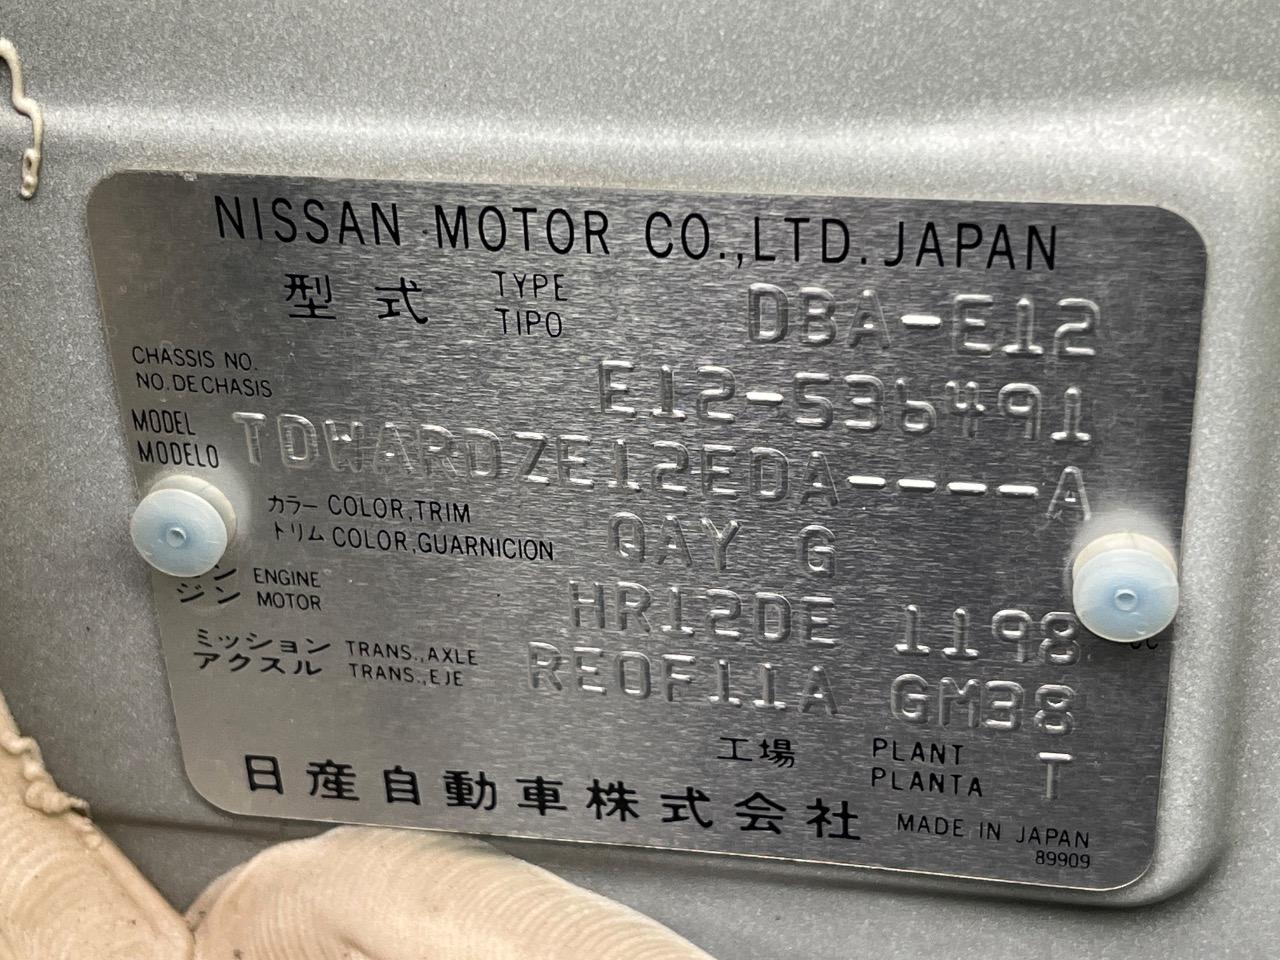 NISSAN MOTOR CO.,LTD. JAPAN
型式 TYPE TIPO DBA-E12
CHASSIS NO. NO. DE CHASIS E12-536491
MODEL MODELO TDWARDZE12EDA----A
カラー COLOR,TRIM
トリム COLOR,GUARNICION QAY G
ン ENGINE
ジン MOTOR HR12DE 1198
ミッション TRANS.,AXLE
アクスル TRANS.,EJE RE0F11A GM38
工場 PLANT PLANTA T
日産自動車株式会社 MADE IN JAPAN
89909